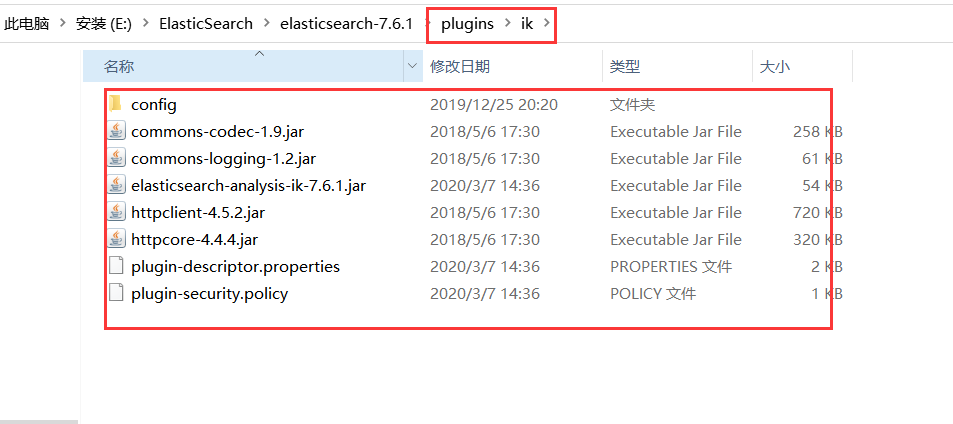 此电脑 > 安装 (E:) > ElasticSearch > elasticsearch-7.6.1 > plugins > ik >
名称 修改日期 类型 大小
config 2019/12/25 20:20 文件夹
commons-codec-1.9.jar 2018/5/6 17:30 Executable Jar File 258 KB
commons-logging-1.2.jar 2018/5/6 17:30 Executable Jar File 61 KB
elasticsearch-analysis-ik-7.6.1.jar 2020/3/7 14:36 Executable Jar File 54 KB
httpclient-4.5.2.jar 2018/5/6 17:30 Executable Jar File 720 KB
httpcore-4.4.4.jar 2018/5/6 17:30 Executable Jar File 320 KB
plugin-descriptor.properties 2020/3/7 14:36 PROPERTIES 文件 2 KB
plugin-security.policy 2020/3/7 14:36 POLICY 文件 1 KB